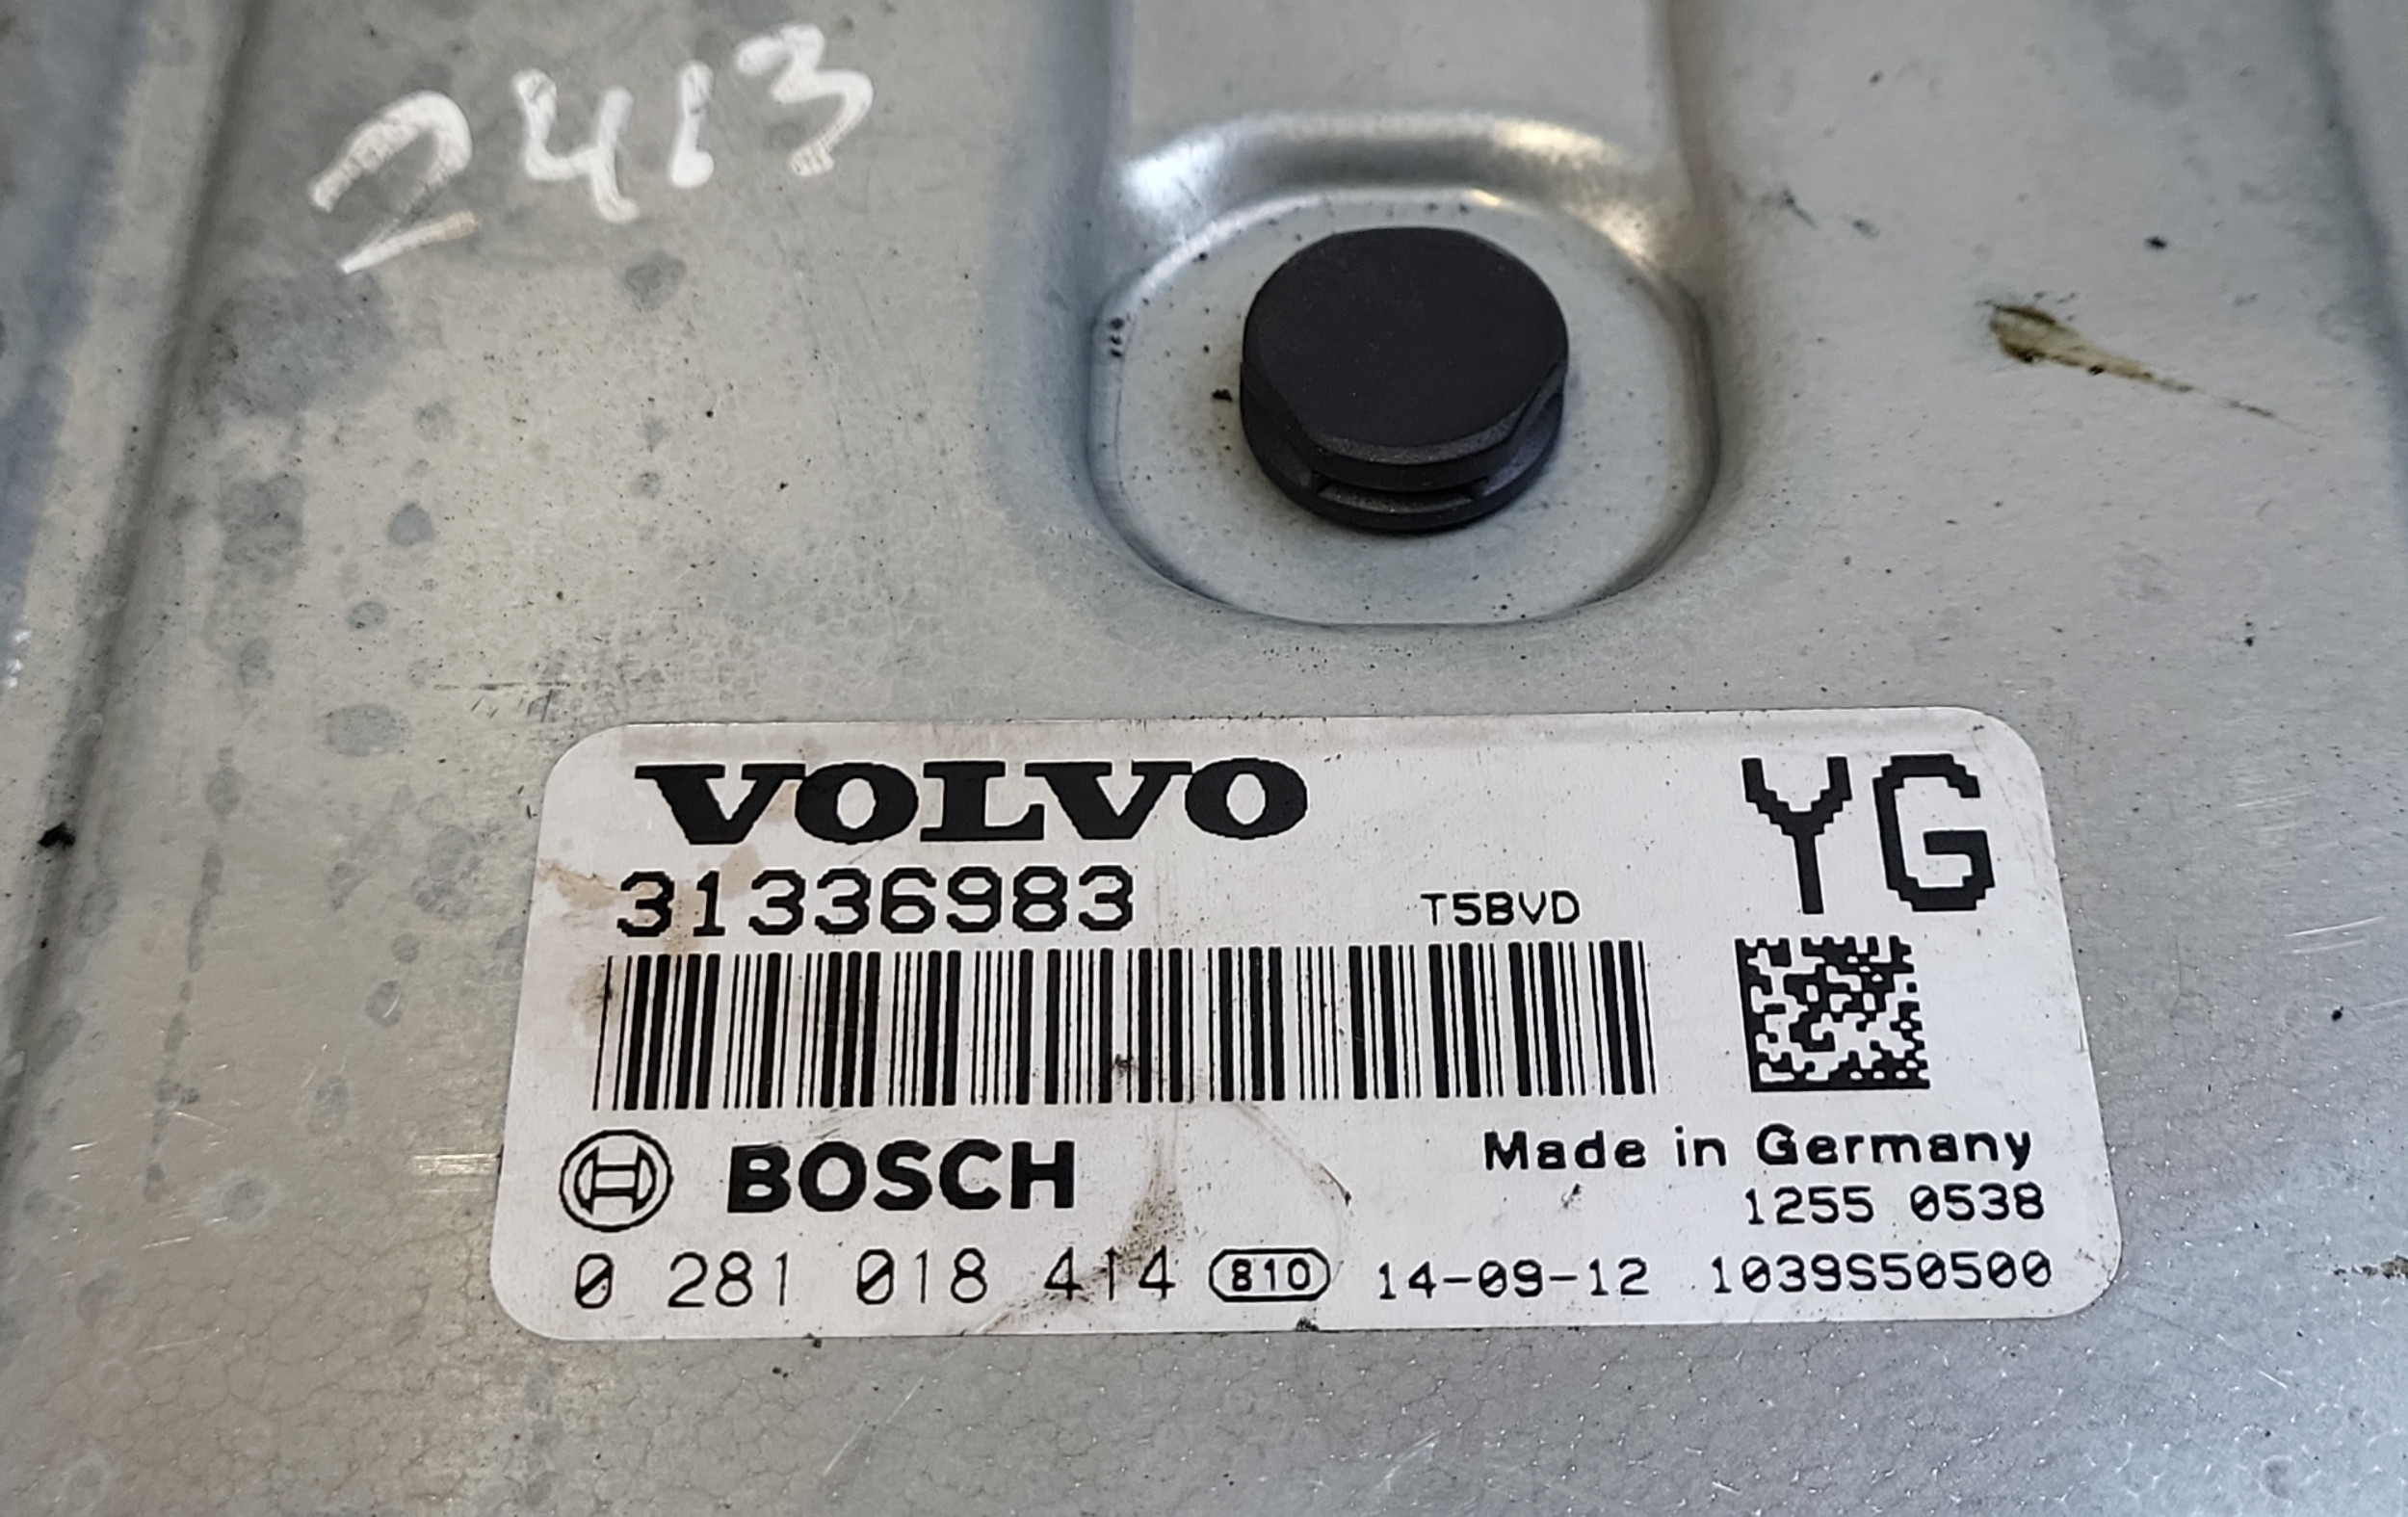 2413
VOLVO
YG
31336983
T5BVD
BOSCH
Made in Germany
1255 0538
0 281 018 414 810 14-09-12 1039S50500